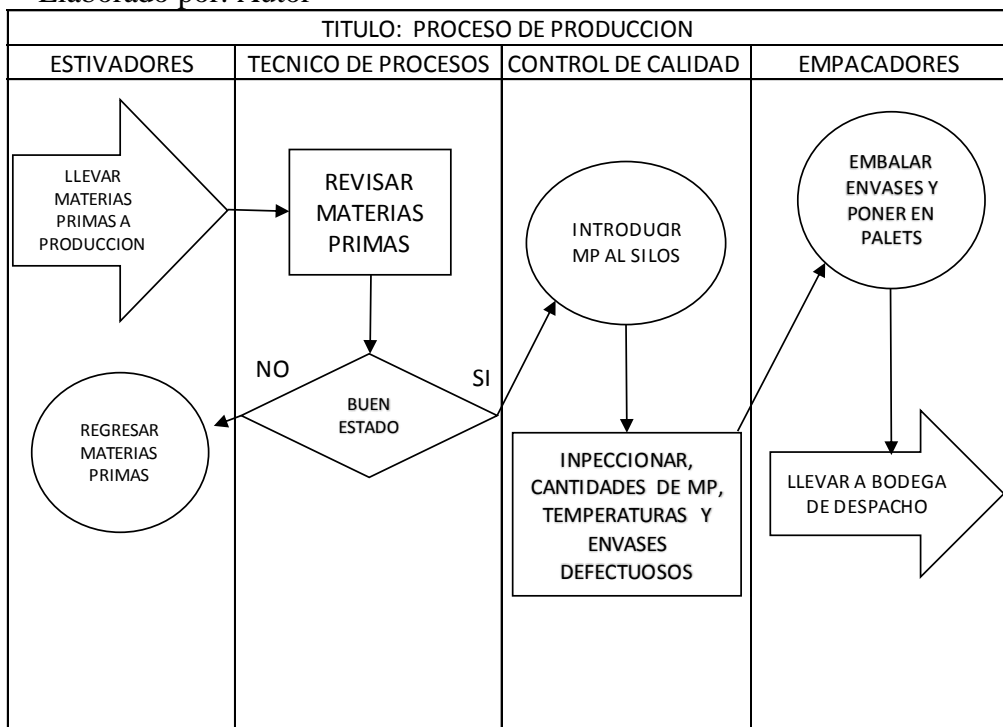 Elaborado por: Autor
TITULO: PROCESO DE PRODUCCION
ESTIVADORES
TECNICO DE PROCESOS
CONTROL DE CALIDAD
EMPACADORES
LLEVAR
MATERIAS
PRIMAS A
PRODUCCION
REVISAR
MATERIAS
PRIMAS
INTRODUCIR
MP AL SILOS
EMBALAR
ENVASES Y
PONER EN
PALETS
NO
SI
BUEN
ESTADO
REGRESAR
MATERIAS
PRIMAS
INPECCIONAR,
CANTIDADES DE MP,
TEMPERATURAS Y
ENVASES
DEFECTUOSOS
LLEVAR A BODEGA
DE DESPACHO